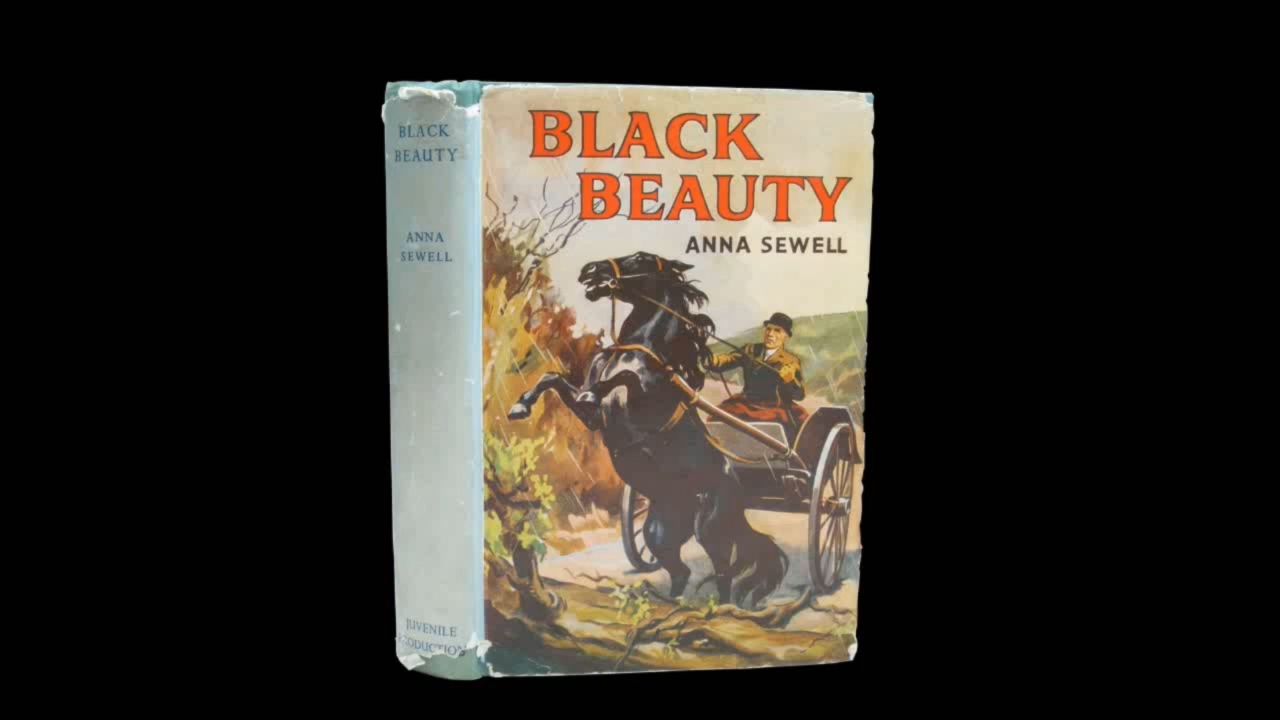 BLACK
BEAUTY
ANNA
SEWELL
JUVENILE
BLACK
BEAUTY
ANNA SEWELL